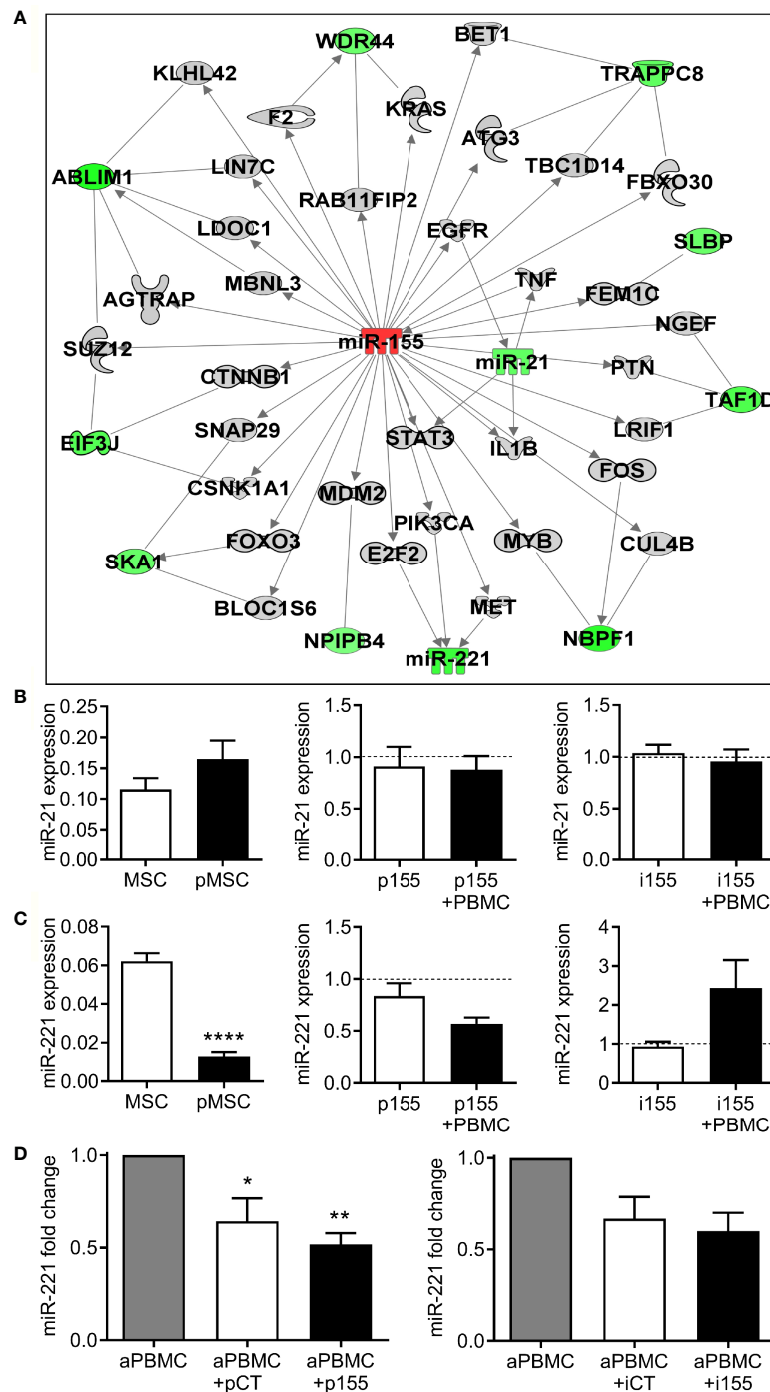 A
WDR44
BET1
KLHL42
TRAPPC8
F2
KRAS
ATG3
ABLIM1
LIN7C
TBC1D14
FBXO30
RAB11FIP2
LDOC1
EGFR
SLBP
MBNL3
TNF
FEM1C
AGTRAP
NGEF
miR-155
SUZ12
miR-21
CTNNB1
PTN
TAF1D
SNAP29
STAT3
LRIF1
EIF3J
IL1B
FOS
CSNK1A1
MDM2
PIK3CA
FOXO3
E2F2
MYB
CUL4B
SKA1
BLOC1S6
MET
NPIPB4
NBPF1
miR-221
B
miR-21 expression
0.25
0.20
0.15
0.10
0.05
0.00
MSC
pMSC
miR-21 expression
1.5
1.0
0.5
0.0
p155
p155
+PBMC
miR-21 expression
1.5
1.0
0.5
0.0
i155
i155
+PBMC
C
miR-221 expression
0.08
0.06
0.04
0.02
0.00
****
MSC
pMSC
miR-221 xpression
1.5
1.0
0.5
0.0
p155
p155
+PBMC
miR-221 xpression
4
3
2
1
0
i155
i155
+PBMC
D
miR-221 fold change
1.0
0.5
0.0
*
**
aPBMC
aPBMC
+pCT
aPBMC
+p155
miR-221 fold change
1.0
0.5
0.0
aPBMC
aPBMC
+iCT
aPBMC
+i155